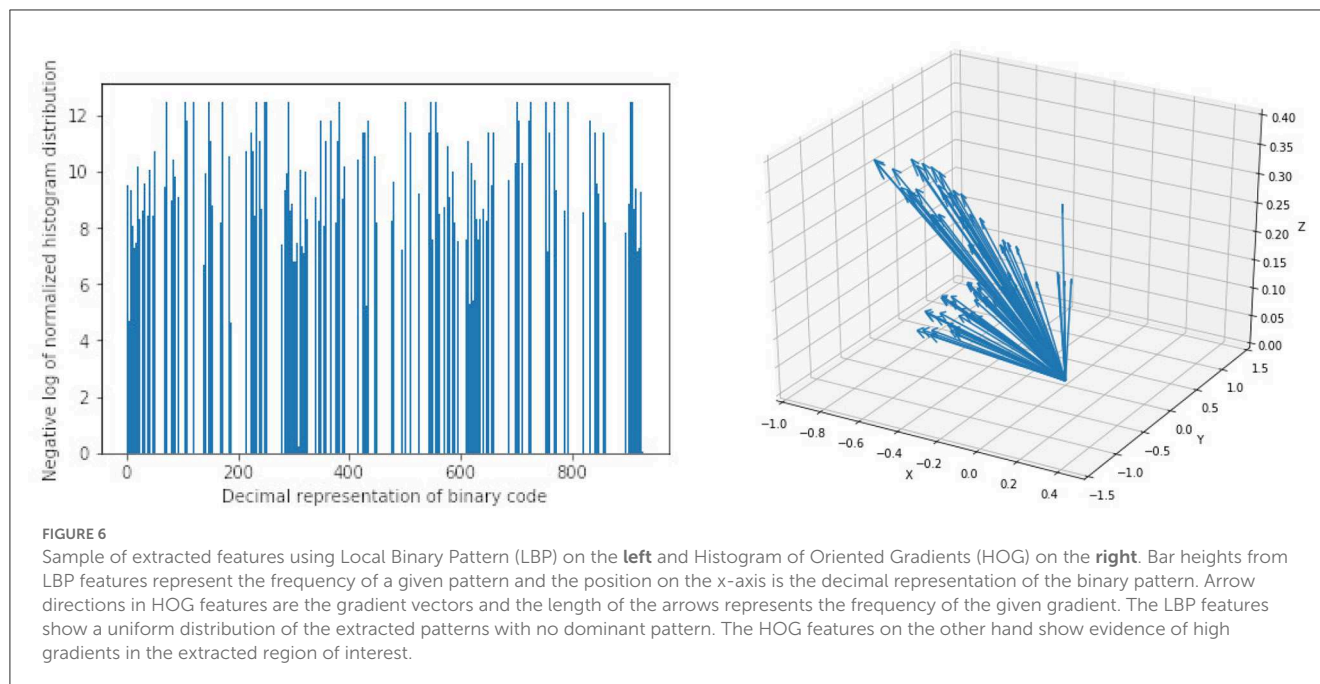 Negative log of normalized histogram distribution
12
10
8
6
4
2
0
0 200 400 600 800
Decimal representation of binary code
0.40
0.35
0.30
0.25
0.20
0.15
0.10
0.05
0.00
Z
1.5
1.0
0.5
0.0
−0.5
−1.0
−1.5
Y
−1.0 −0.8 −0.6 −0.4 −0.2 0.0 0.2 0.4
X
FIGURE 6
Sample of extracted features using Local Binary Pattern (LBP) on the left and Histogram of Oriented Gradients (HOG) on the right. Bar heights from
LBP features represent the frequency of a given pattern and the position on the x-axis is the decimal representation of the binary pattern. Arrow
directions in HOG features are the gradient vectors and the length of the arrows represents the frequency of the given gradient. The LBP features
show a uniform distribution of the extracted patterns with no dominant pattern. The HOG features on the other hand show evidence of high
gradients in the extracted region of interest.